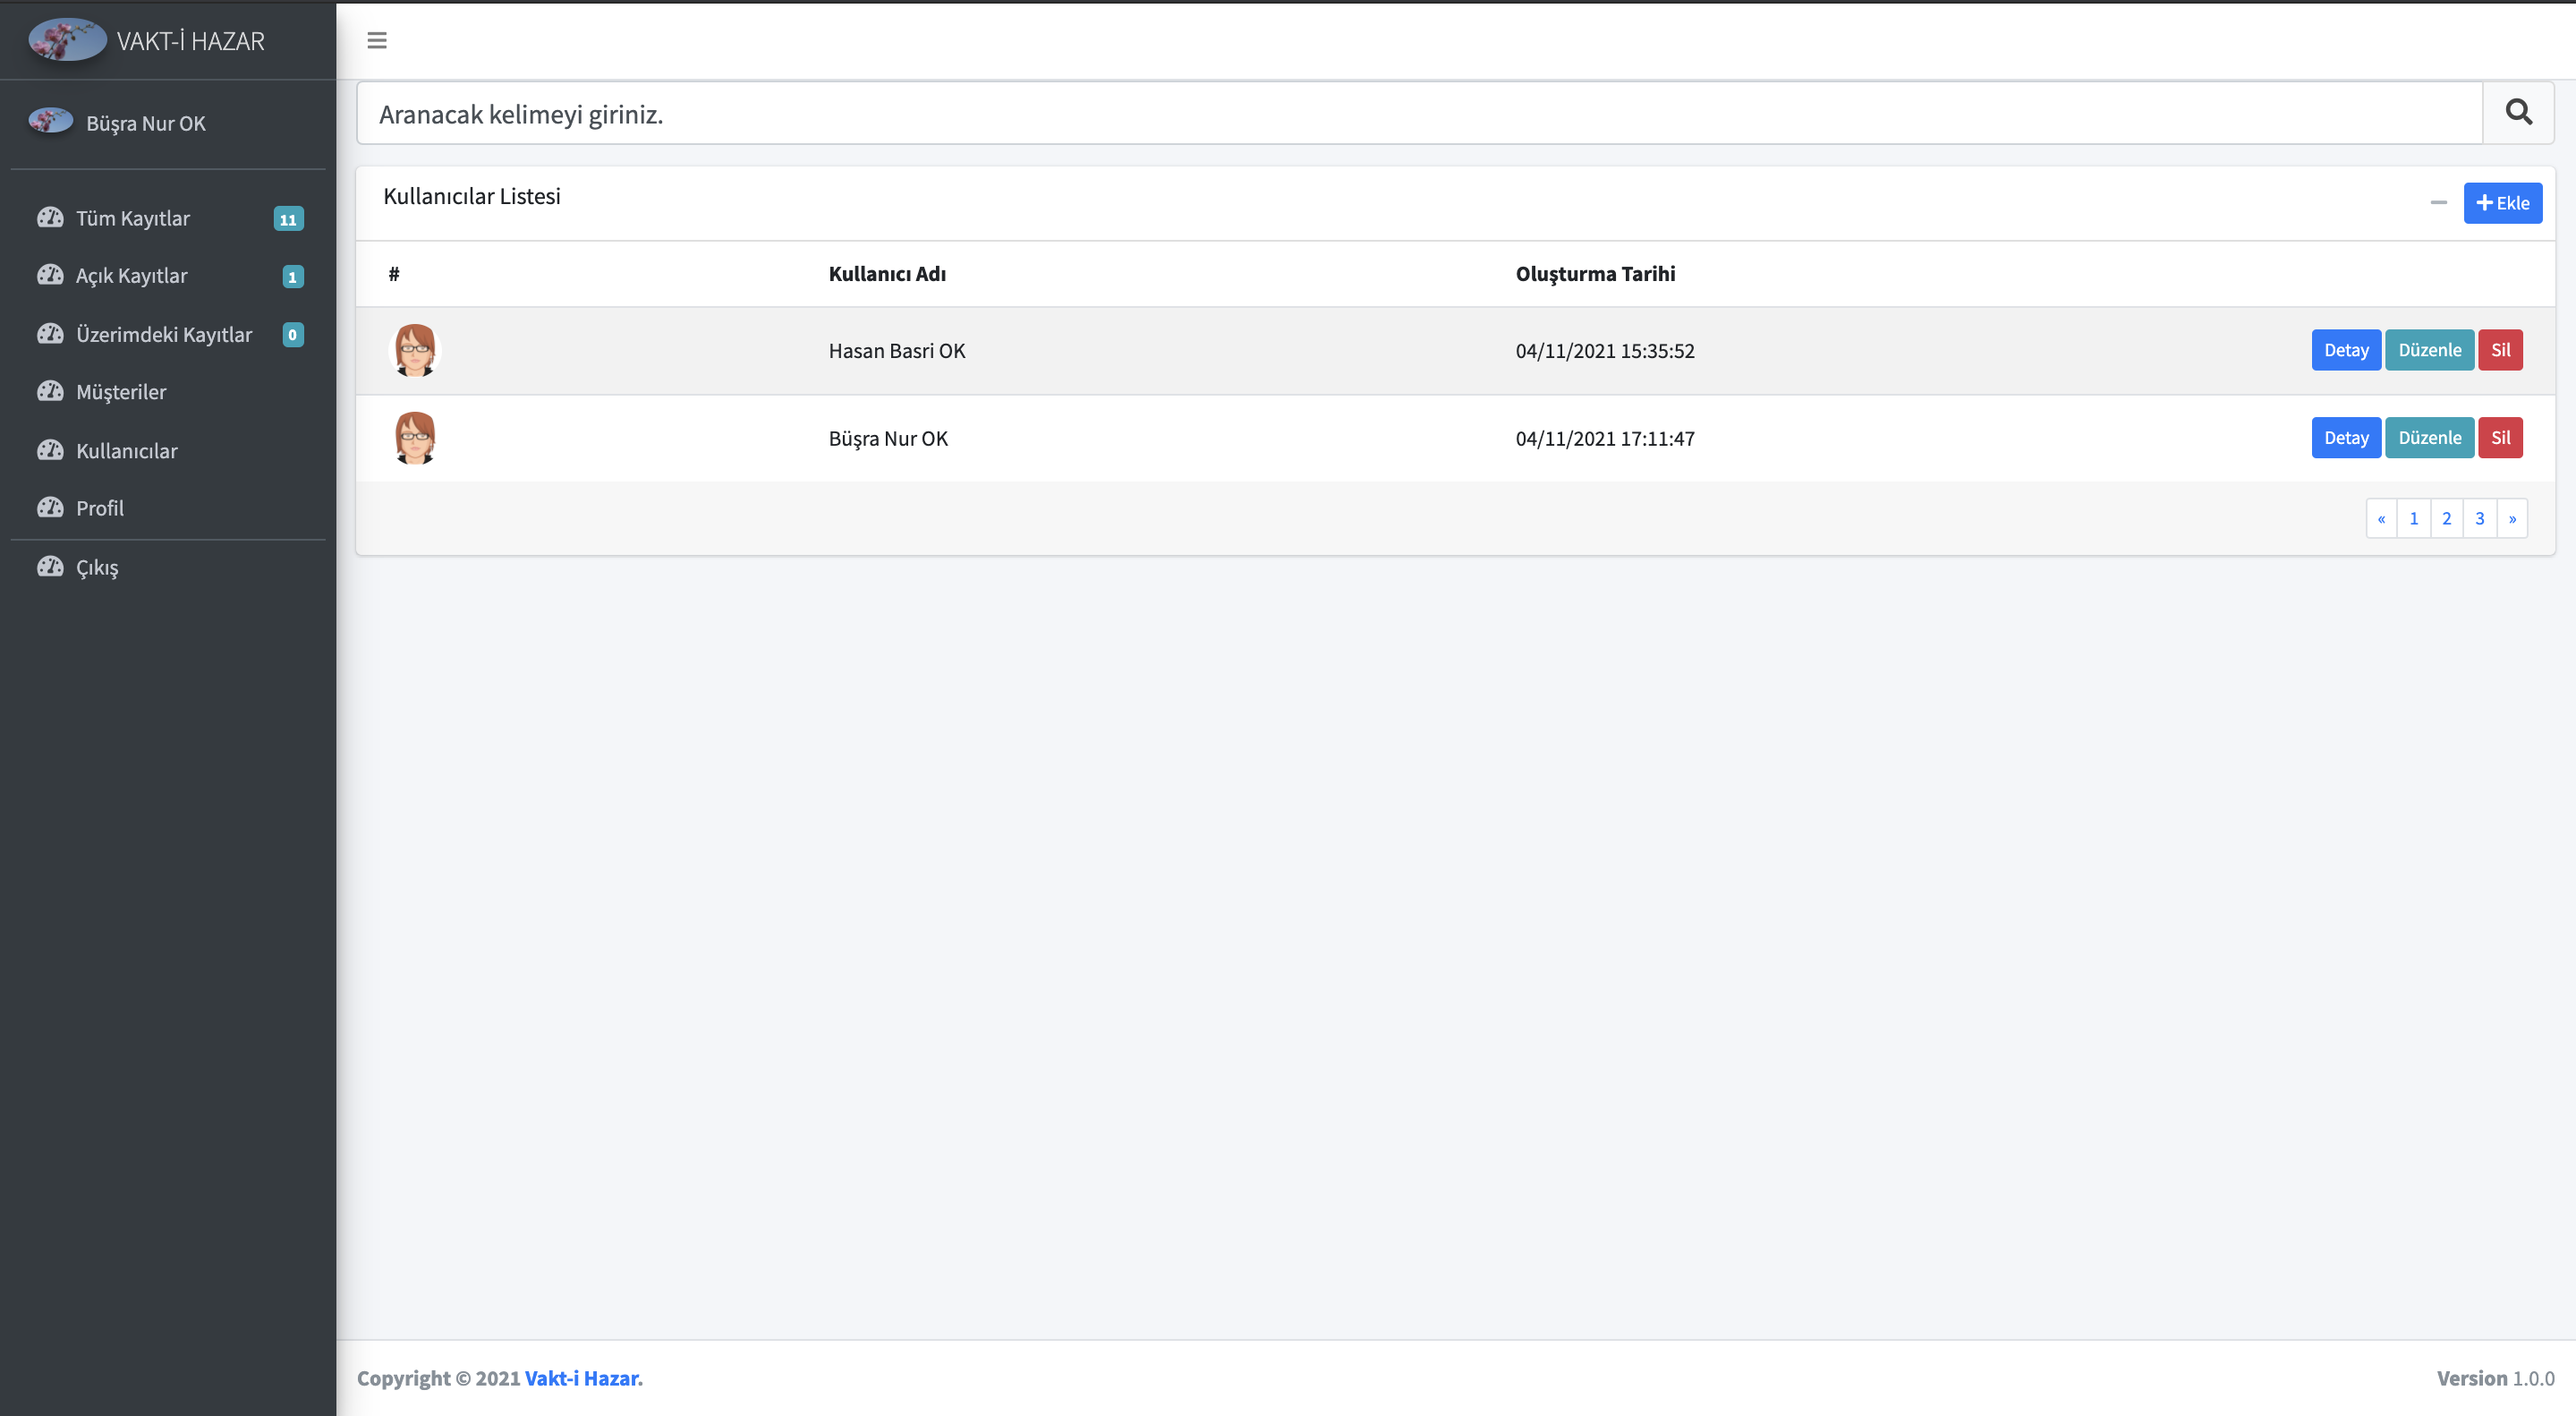 VAKT-İ HAZAR
Büşra Nur OK
Tüm Kayıtlar 11
Açık Kayıtlar 1
Üzerimdeki Kayıtlar 0
Müşteriler
Kullanıcılar
Profil
Çıkış
Aranacak kelimeyi giriniz.
Kullanıcılar Listesi
Ekle
# Kullanıcı Adı Oluşturma Tarihi
Hasan Basri OK 04/11/2021 15:35:52 Detay Düzenle Sil
Büşra Nur OK 04/11/2021 17:11:47 Detay Düzenle Sil
« 1 2 3 »
Copyright © 2021 Vakt-i Hazar. Version 1.0.0